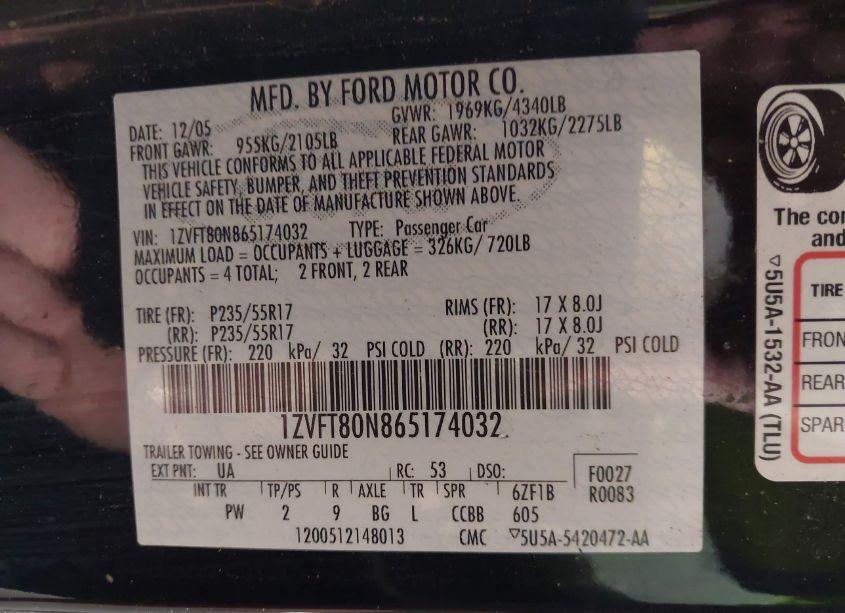 MFD. BY FORD MOTOR CO.
DATE: 12/05 GVWR: 1969KG/4340LB
FRONT GAWR: 955KG/2105LB REAR GAWR: 1032KG/2275LB
THIS VEHICLE CONFORMS TO ALL APPLICABLE FEDERAL MOTOR
VEHICLE SAFETY, BUMPER, AND THEFT PREVENTION STANDARDS
IN EFFECT ON THE DATE OF MANUFACTURE SHOWN ABOVE.
VIN: 1ZVFT80N865174032 TYPE: Passenger Car
MAXIMUM LOAD = OCCUPANTS + LUGGAGE = 326KG/ 720LB
OCCUPANTS = 4 TOTAL; 2 FRONT, 2 REAR
TIRE (FR): P235/55R17 RIMS (FR): 17 X 8.0J
(RR): P235/55R17 (RR): 17 X 8.0J
PRESSURE (FR): 220 kPa/ 32 PSI COLD (RR): 220 kPa/ 32 PSI COLD
1ZVFT80N865174032
TRAILER TOWING - SEE OWNER GUIDE
EXT PNT: UA RC: 53 DSO: F0027
INT TR TP/PS R AXLE TR SPR 6ZF1B R0083
PW 2 9 BG L CCBB 605
1200512148013 CMC ▽5U5A-5420472-AA
▽5U5A-1532-AA (TLU)
The
and
TIRE
FRON
REAR
SPAR